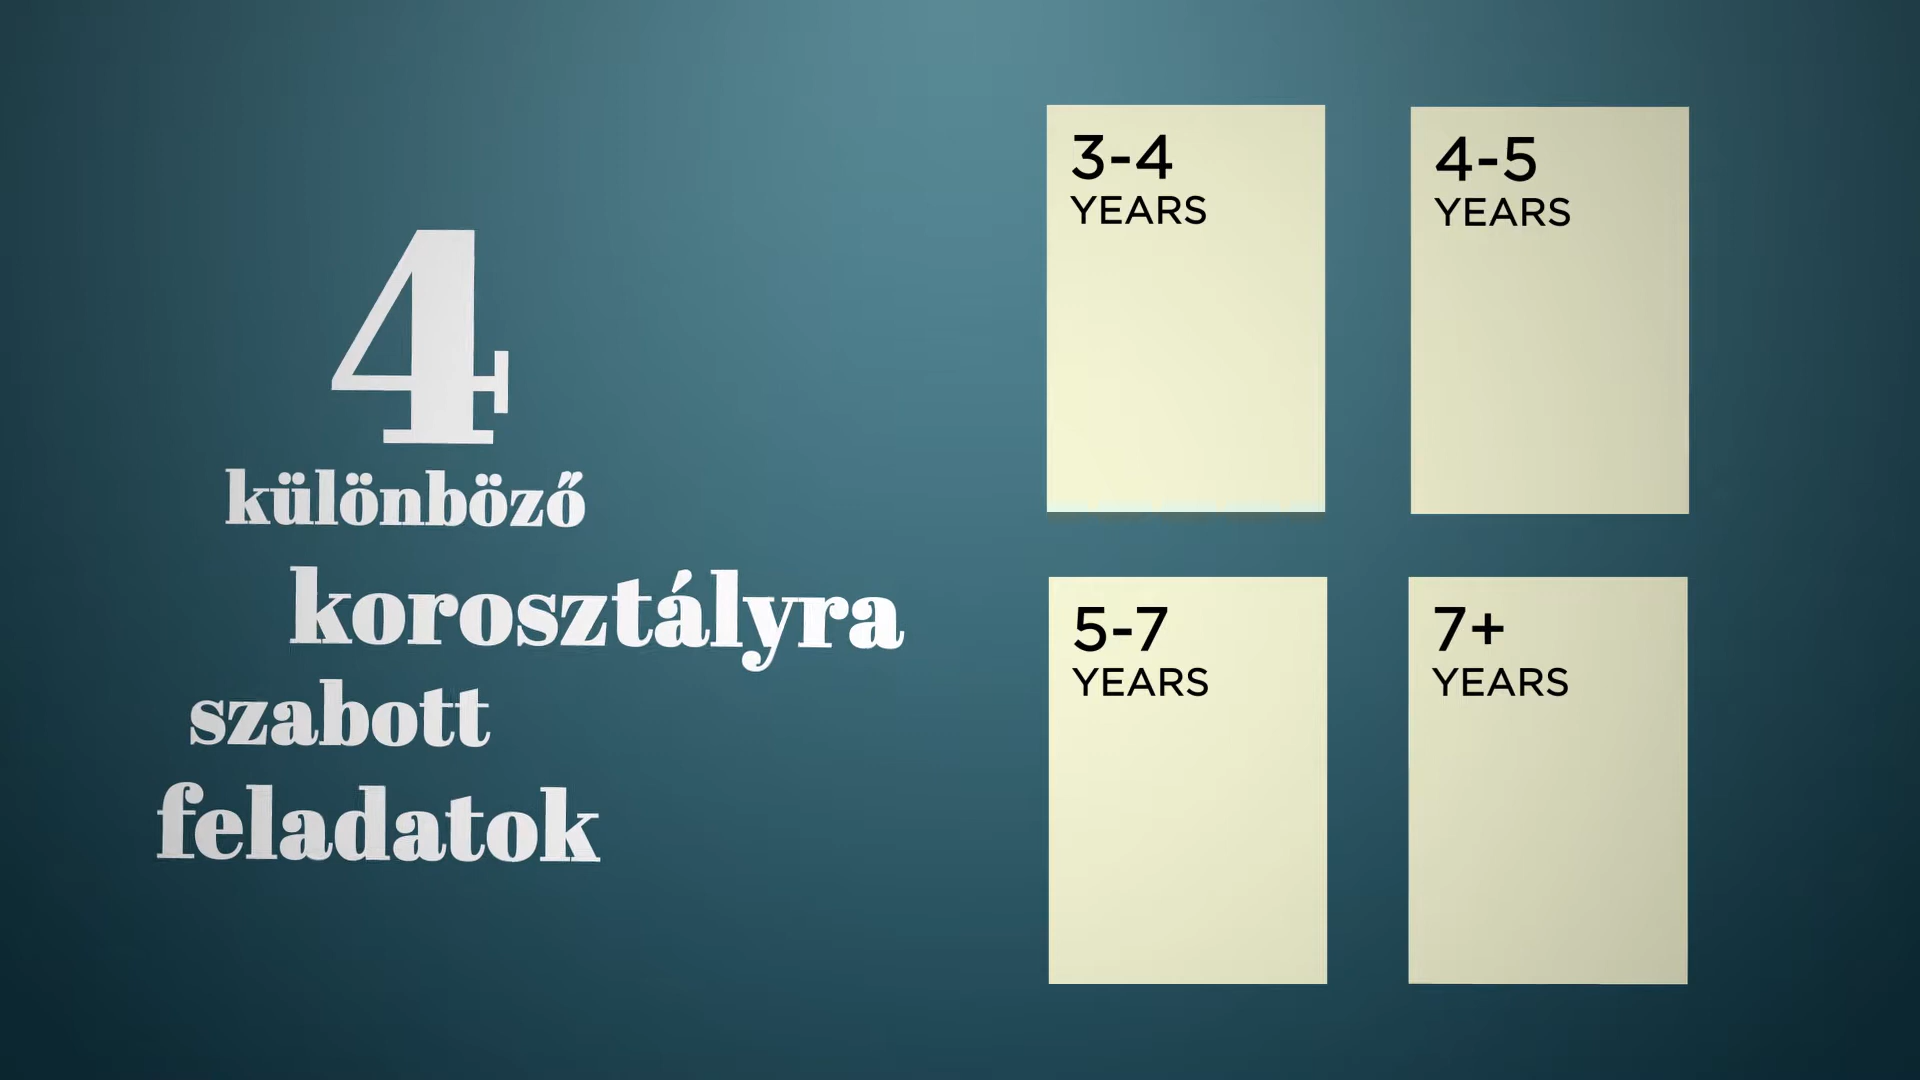 4
különböző
korosztályra
szabott
feladatok
3-4
YEARS
4-5
YEARS
5-7
YEARS
7+
YEARS